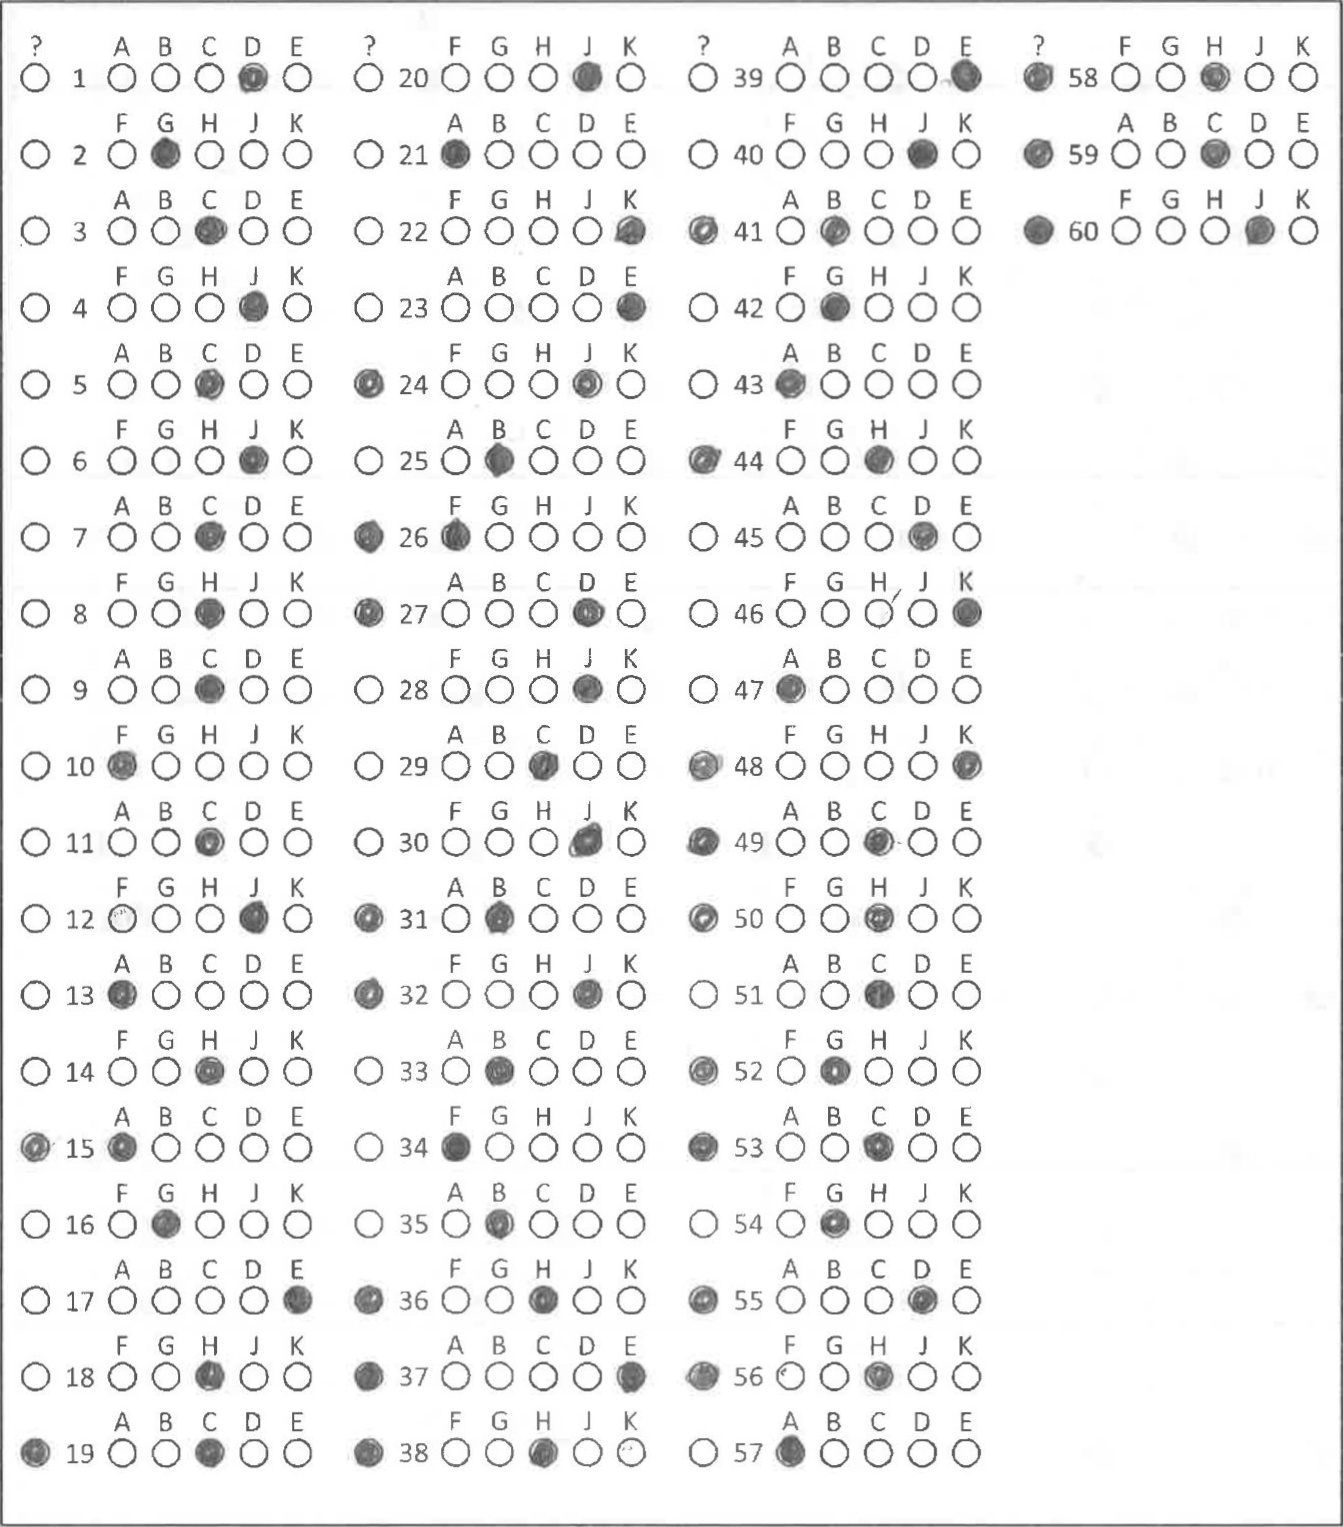 ? A B C D E ? F G H J K ? A B C D E ? F G H J K
1 20 39 58
F G H J K A B C D E F G H J K A B C D E
2 21 40 59
A B C D E F G H J K A B C D E F G H J K
3 22 41 60
F G H J K A B C D E F G H J K
4 23 42
A B C D E F G H J K A B C D E
5 24 43
F G H J K A B C D E F G H J K
6 25 44
A B C D E F G H J K A B C D E
7 26 45
F G H J K A B C D E F G H J K
8 27 46
A B C D E F G H J K A B C D E
9 28 47
F G H J K A B C D E F G H J K
10 29 48
A B C D E F G H J K A B C D E
11 30 49
F G H J K A B C D E F G H J K
12 31 50
A B C D E F G H J K A B C D E
13 32 51
F G H J K A B C D E F G H J K
14 33 52
A B C D E F G H J K A B C D E
15 34 53
F G H J K A B C D E F G H J K
16 35 54
A B C D E F G H J K A B C D E
17 36 55
F G H J K A B C D E F G H J K
18 37 56
A B C D E F G H J K A B C D E
19 38 57